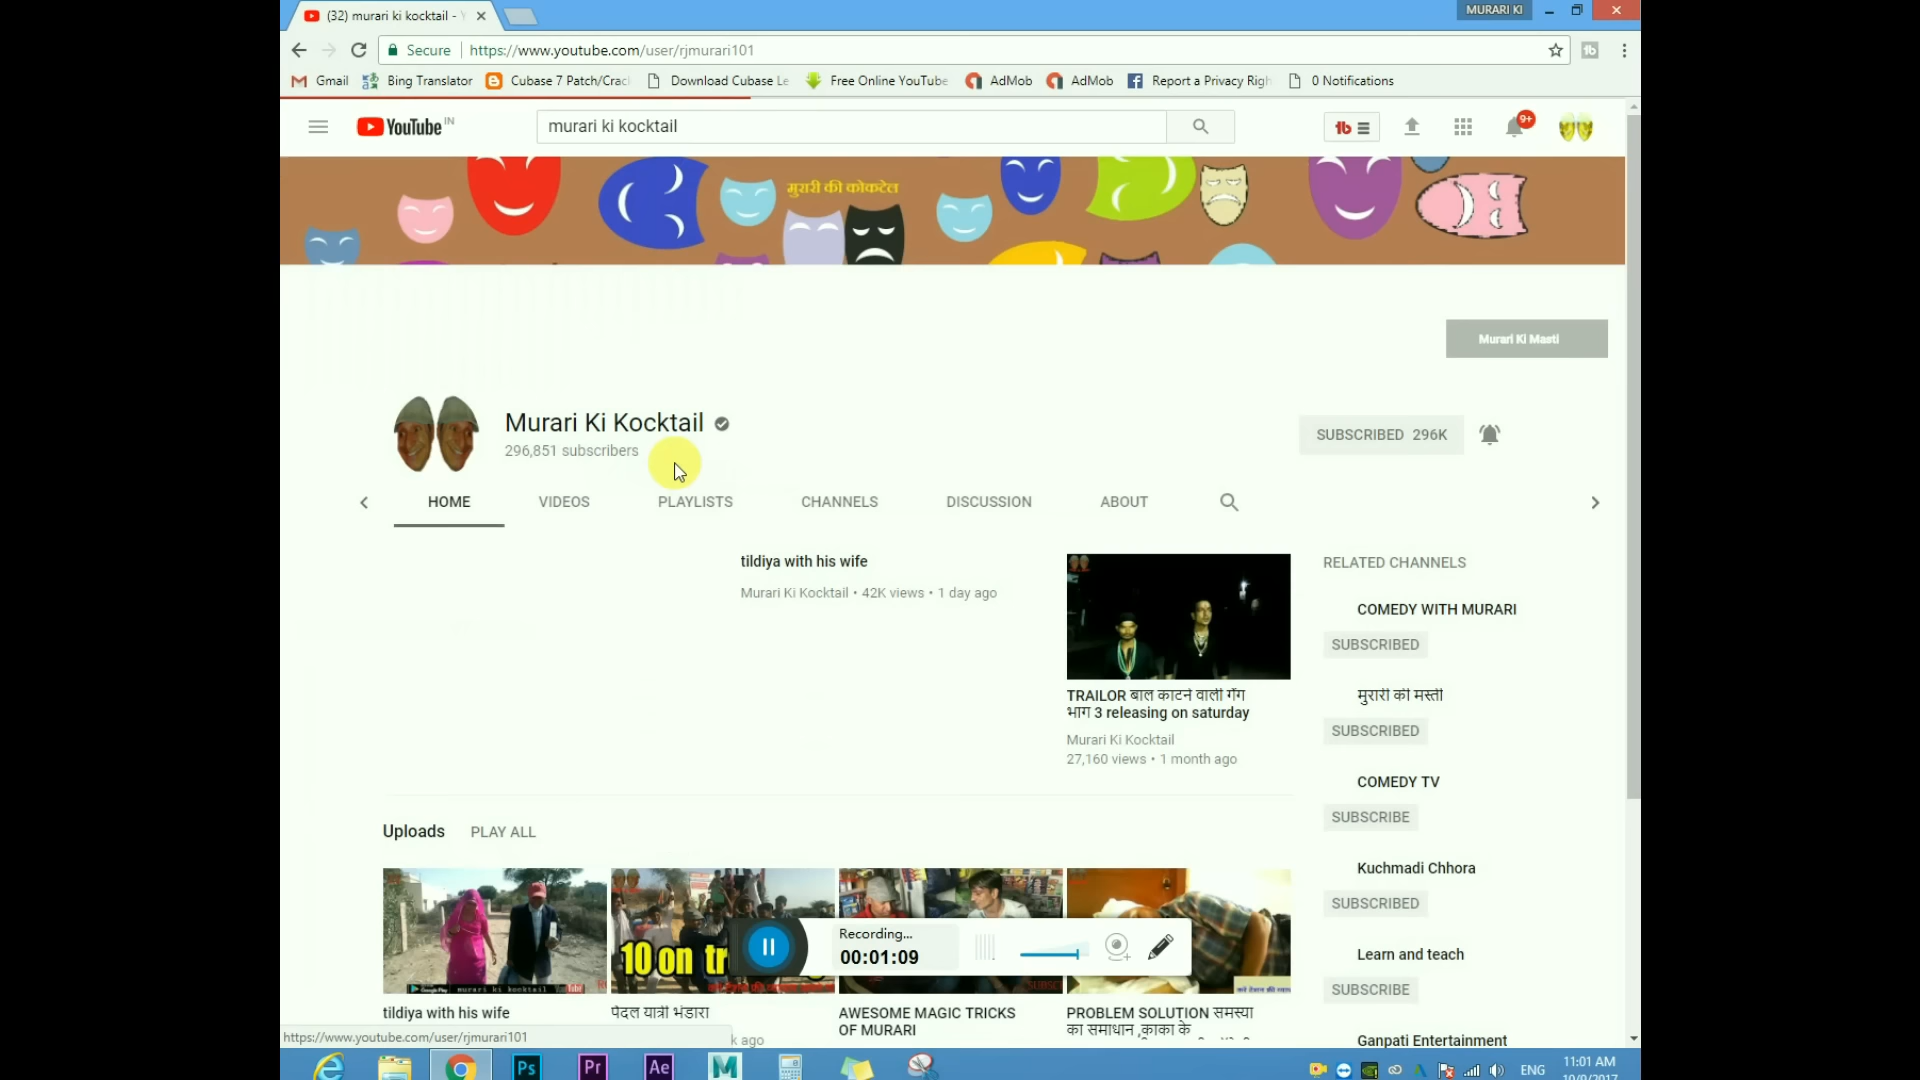 (32) murari ki kocktail -
MURARI KI
Secure https://www.youtube.com/user/rjmurari101
Gmail Bing Translator Cubase 7 Patch/Crac Download Cubase Le Free Online YouTube AdMob AdMob Report a Privacy Righ 0 Notifications
YouTube IN
murari ki kocktail
9+
मुरारी की कोकटेल
Murari Ki Masti
Murari Ki Kocktail
296,851 subscribers
SUBSCRIBED 296K
HOME VIDEOS PLAYLISTS CHANNELS DISCUSSION ABOUT
tildiya with his wife
Murari Ki Kocktail • 42K views • 1 day ago
TRAILOR बाल काटने वाली गैंग
भाग 3 releasing on saturday
Murari Ki Kocktail
27,160 views • 1 month ago
RELATED CHANNELS
COMEDY WITH MURARI
SUBSCRIBED
मुरारी की मस्ती
SUBSCRIBED
COMEDY TV
SUBSCRIBE
Kuchmadi Chhora
SUBSCRIBED
Learn and teach
SUBSCRIBE
Ganpati Entertainment
Uploads PLAY ALL
10 on tr
murari ki kocktail
Recording...
00:01:09
tildiya with his wife
पैदल यात्री भंडारा
AWESOME MAGIC TRICKS
OF MURARI
PROBLEM SOLUTION समस्या
का समाधान ,काका के
k ago
https://www.youtube.com/user/rjmurari101
Ps Pr Ae M
ENG
11:01 AM
10/9/2017